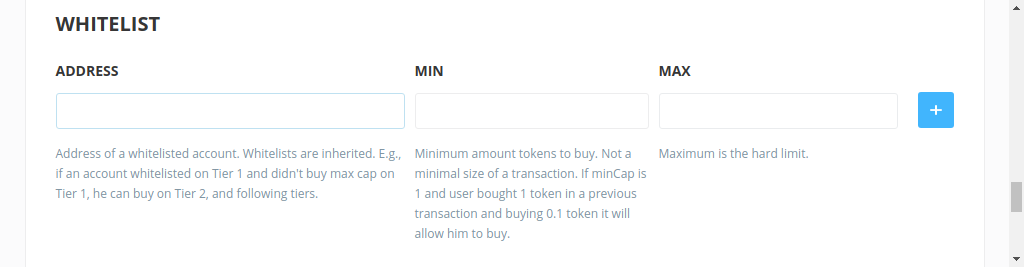 WHITELIST
ADDRESS MIN MAX
+
Address of a whitelisted account. Whitelists are inherited. E.g.,
if an account whitelisted on Tier 1 and didn't buy max cap on
Tier 1, he can buy on Tier 2, and following tiers.
Minimum amount tokens to buy. Not a
minimal size of a transaction. If minCap is
1 and user bought 1 token in a previous
transaction and buying 0.1 token it will
allow him to buy.
Maximum is the hard limit.